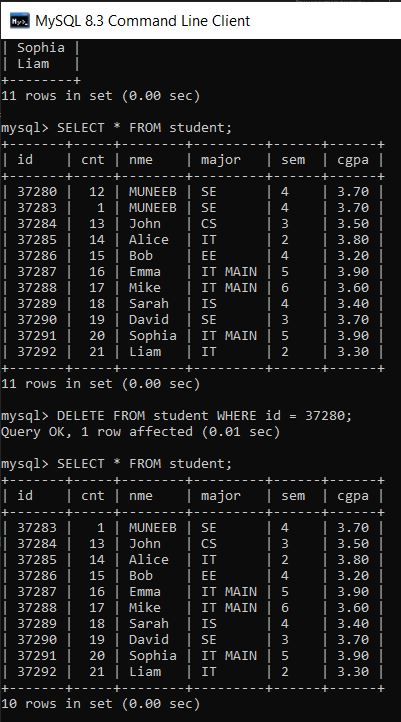 MySQL 8.3 Command Line Client
| Sophia |
| Liam   |
+--------+
11 rows in set (0.00 sec)
mysql> SELECT * FROM student;
+-------+------+--------+---------+------+------+
| id    | cnt  | nme    | major   | sem  | cgpa |
+-------+------+--------+---------+------+------+
| 37280 |   12 | MUNEEB | SE      | 4    | 3.70 |
| 37283 |    1 | MUNEEB | SE      | 4    | 3.70 |
| 37284 |   13 | John   | CS      | 3    | 3.50 |
| 37285 |   14 | Alice  | IT      | 2    | 3.80 |
| 37286 |   15 | Bob    | EE      | 4    | 3.20 |
| 37287 |   16 | Emma   | IT MAIN | 5    | 3.90 |
| 37288 |   17 | Mike   | IT MAIN | 6    | 3.60 |
| 37289 |   18 | Sarah  | IS      | 4    | 3.40 |
| 37290 |   19 | David  | SE      | 3    | 3.70 |
| 37291 |   20 | Sophia | IT MAIN | 5    | 3.90 |
| 37292 |   21 | Liam   | IT      | 2    | 3.30 |
+-------+------+--------+---------+------+------+
11 rows in set (0.00 sec)
mysql> DELETE FROM student WHERE id = 37280;
Query OK, 1 row affected (0.01 sec)
mysql> SELECT * FROM student;
+-------+------+--------+---------+------+------+
| id    | cnt  | nme    | major   | sem  | cgpa |
+-------+------+--------+---------+------+------+
| 37283 |    1 | MUNEEB | SE      | 4    | 3.70 |
| 37284 |   13 | John   | CS      | 3    | 3.50 |
| 37285 |   14 | Alice  | IT      | 2    | 3.80 |
| 37286 |   15 | Bob    | EE      | 4    | 3.20 |
| 37287 |   16 | Emma   | IT MAIN | 5    | 3.90 |
| 37288 |   17 | Mike   | IT MAIN | 6    | 3.60 |
| 37289 |   18 | Sarah  | IS      | 4    | 3.40 |
| 37290 |   19 | David  | SE      | 3    | 3.70 |
| 37291 |   20 | Sophia | IT MAIN | 5    | 3.90 |
| 37292 |   21 | Liam   | IT      | 2    | 3.30 |
+-------+------+--------+---------+------+------+
10 rows in set (0.00 sec)